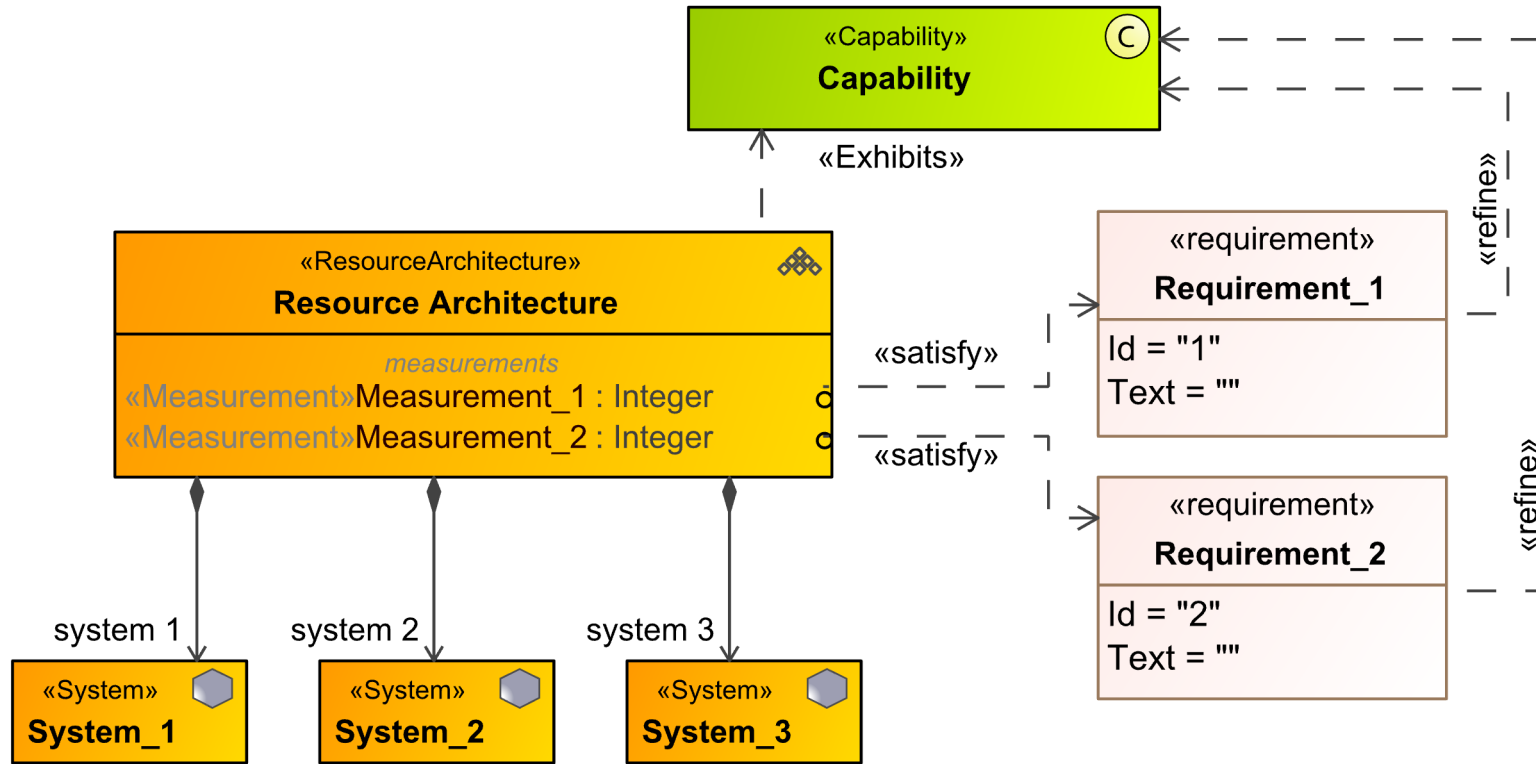 «Capability»
C
Capability
«Exhibits»
«refine»
«ResourceArchitecture»
Resource Architecture
measurements
«Measurement»Measurement_1 : Integer
«Measurement»Measurement_2 : Integer
«satisfy»
«satisfy»
«requirement»
Requirement_1
Id = "1"
Text = ""
«requirement»
Requirement_2
Id = "2"
Text = ""
«refine»
system 1
system 2
system 3
«System»
System_1
«System»
System_2
«System»
System_3